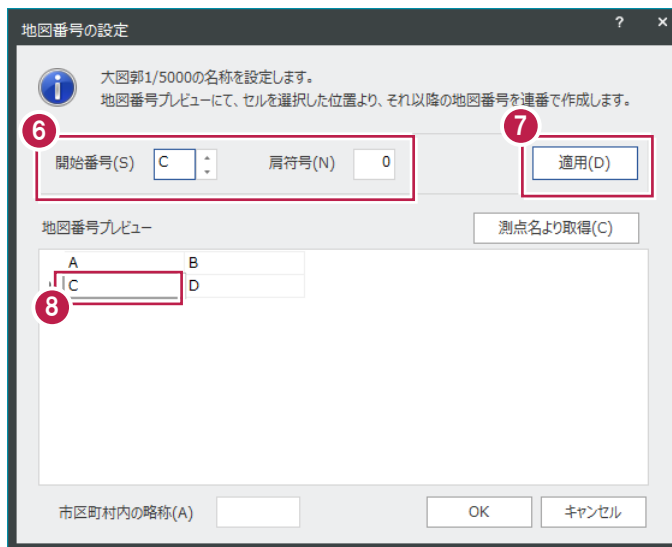 地図番号の設定 ? ×
大図郭1/5000の名称を設定します。
地図番号プレビューにて、セルを選択した位置より、それ以降の地図番号を連番で作成します。
6 7
開始番号(S) C 肩符号(N) 0 適用(D)
地図番号プレビュー 測点名より取得(C)
A B
C D
8
市区町村内の略称(A) OK キャンセル